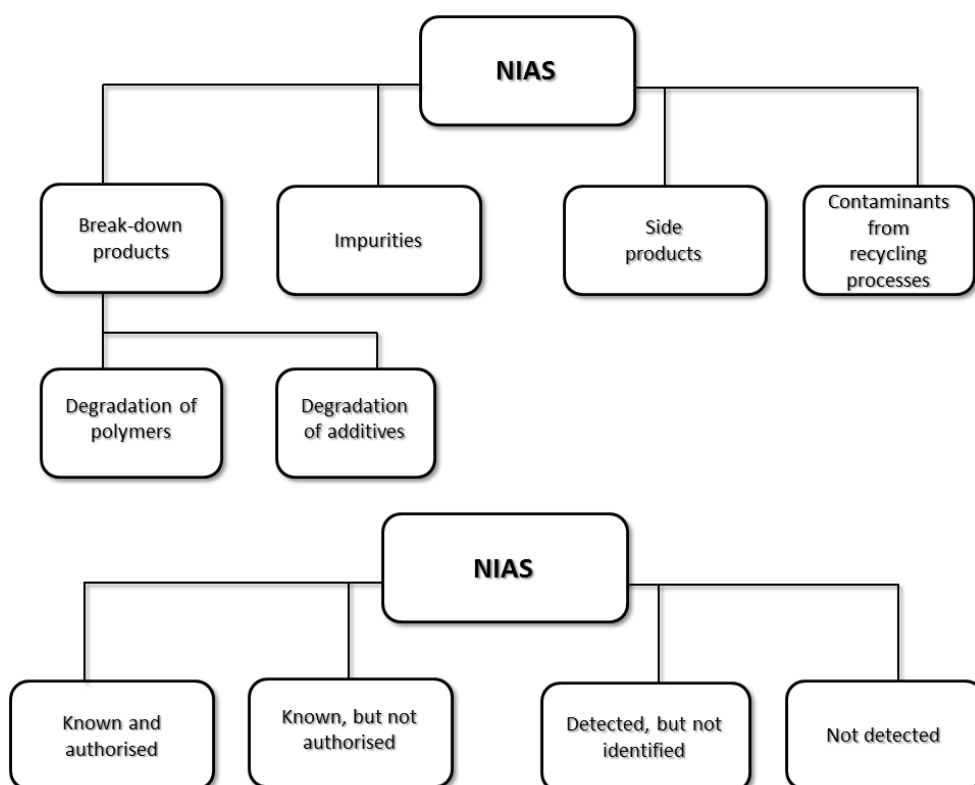 NIAS
Break-down
products
Impurities
Side
products
Contaminants
from
recycling
processes
Degradation of
polymers
Degradation
of additives
NIAS
Known and
authorised
Known, but not
authorised
Detected, but not
identified
Not detected